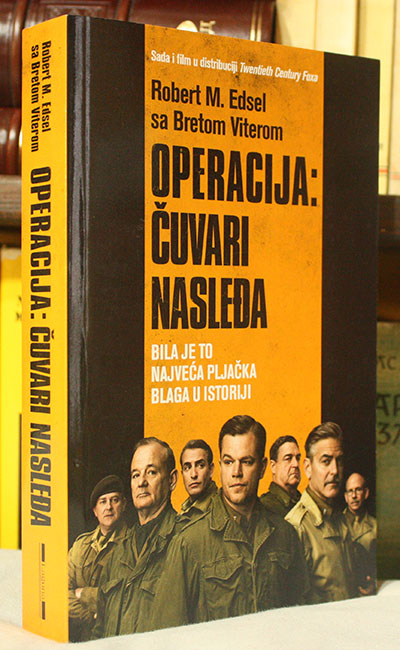 Sada i film u distribuciji Twentieth Century Foxa
Robert M. Edsel
sa Bretom Viterom
OPERACIJA:
ČUVARI
NASLEĐA
BILA JE TO
NAJVEĆA PLJAČKA
BLAGA U ISTORIJI
Robert M. Edsel
sa Bretom Viterom
OPERACIJA: ČUVARI NASLEĐA